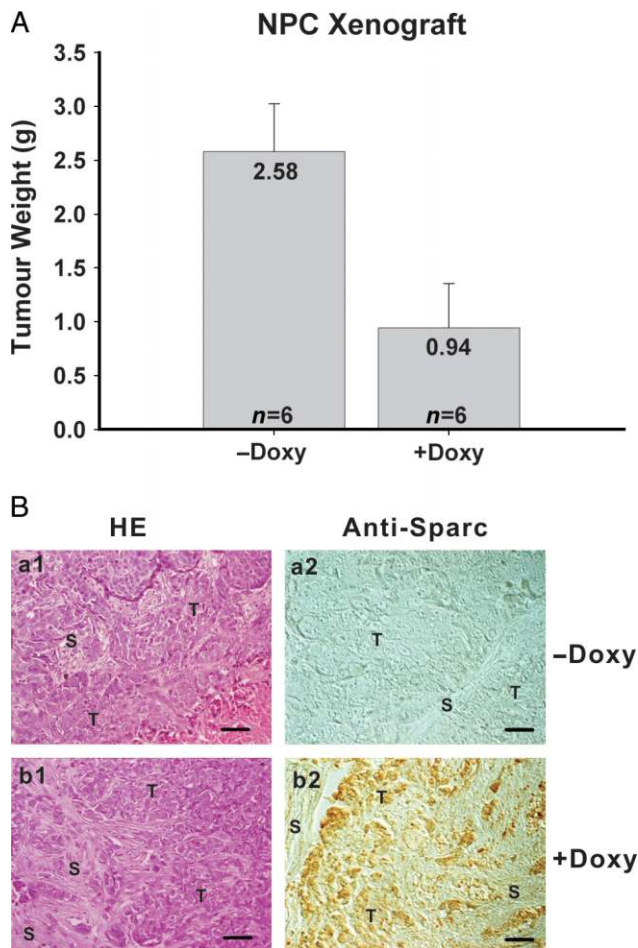 A
NPC Xenograft
Tumour Weight (g)
3.5
3.0
2.5
2.0
1.5
1.0
0.5
0.0
2.58
0.94
n=6
n=6
–Doxy
+Doxy
B
HE
Anti-Sparc
a1
T
S
T
a2
T
S
T
–Doxy
b1
T
S
T
S
b2
T
S
S
T
+Doxy